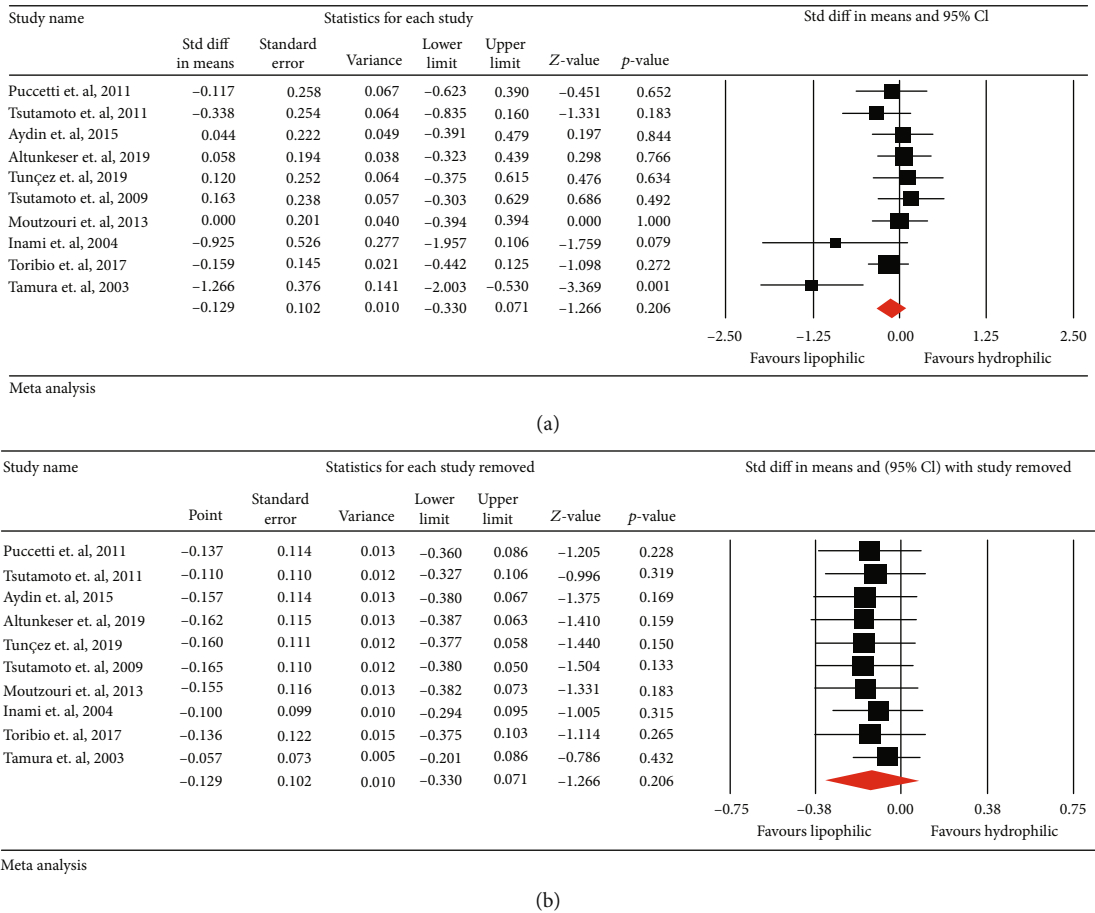 Study name Statistics for each study Std diff in means and 95% Cl
Std diff in means Standard error Variance Lower limit Upper limit Z-value p-value
Puccetti et. al, 2011 −0.117 0.258 0.067 −0.623 0.390 −0.451 0.652
Tsutamoto et. al, 2011 −0.338 0.254 0.064 −0.835 0.160 −1.331 0.183
Aydin et. al, 2015 0.044 0.222 0.049 −0.391 0.479 0.197 0.844
Altunkeser et. al, 2019 0.058 0.194 0.038 −0.323 0.439 0.298 0.766
Tunçez et. al, 2019 0.120 0.252 0.064 −0.375 0.615 0.476 0.634
Tsutamoto et. al, 2009 0.163 0.238 0.057 −0.303 0.629 0.686 0.492
Moutzouri et. al, 2013 0.000 0.201 0.040 −0.394 0.394 0.000 1.000
Inami et. al, 2004 −0.925 0.526 0.277 −1.957 0.106 −1.759 0.079
Toribio et. al, 2017 −0.159 0.145 0.021 −0.442 0.125 −1.098 0.272
Tamura et. al, 2003 −1.266 0.376 0.141 −2.003 −0.530 −3.369 0.001
−0.129 0.102 0.010 −0.330 0.071 −1.266 0.206
−2.50 −1.25 0.00 1.25 2.50
Favours lipophilic Favours hydrophilic
Meta analysis
(a)
Study name Statistics for each study removed Std diff in means and (95% Cl) with study removed
Point Standard error Variance Lower limit Upper limit Z-value p-value
Puccetti et. al, 2011 −0.137 0.114 0.013 −0.360 0.086 −1.205 0.228
Tsutamoto et. al, 2011 −0.110 0.110 0.012 −0.327 0.106 −0.996 0.319
Aydin et. al, 2015 −0.157 0.114 0.013 −0.380 0.067 −1.375 0.169
Altunkeser et. al, 2019 −0.162 0.115 0.013 −0.387 0.063 −1.410 0.159
Tunçez et. al, 2019 −0.160 0.111 0.012 −0.377 0.058 −1.440 0.150
Tsutamoto et. al, 2009 −0.165 0.110 0.012 −0.380 0.050 −1.504 0.133
Moutzouri et. al, 2013 −0.155 0.116 0.013 −0.382 0.073 −1.331 0.183
Inami et. al, 2004 −0.100 0.099 0.010 −0.294 0.095 −1.005 0.315
Toribio et. al, 2017 −0.136 0.122 0.015 −0.375 0.103 −1.114 0.265
Tamura et. al, 2003 −0.057 0.073 0.005 −0.201 0.086 −0.786 0.432
−0.129 0.102 0.010 −0.330 0.071 −1.266 0.206
−0.75 −0.38 0.00 0.38 0.75
Favours lipophilic Favours hydrophilic
Meta analysis
(b)